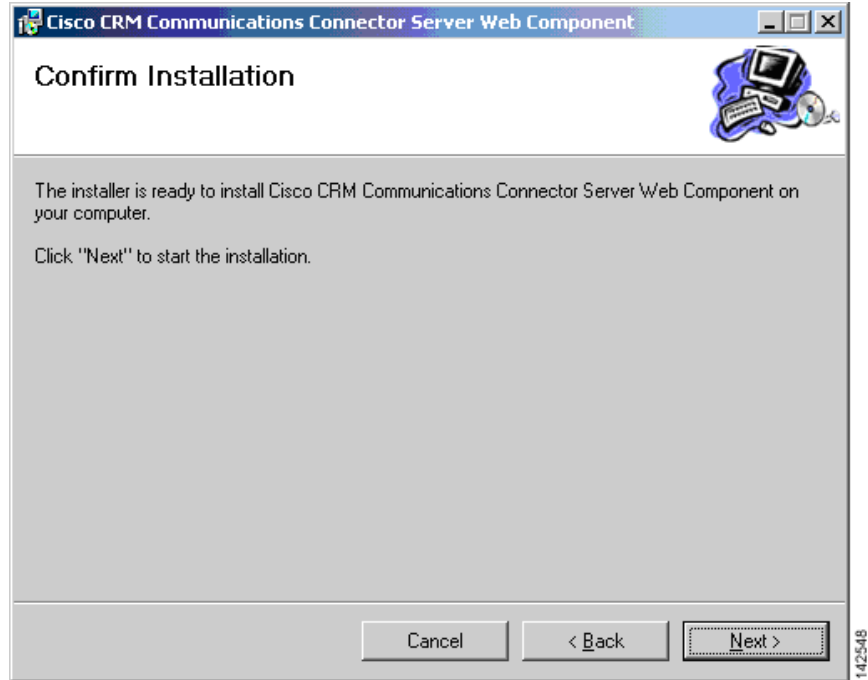 Cisco CRM Communications Connector Server Web Component
Confirm Installation
The installer is ready to install Cisco CRM Communications Connector Server Web Component on
your computer.
Click "Next" to start the installation.
Cancel
< Back
Next >
142548